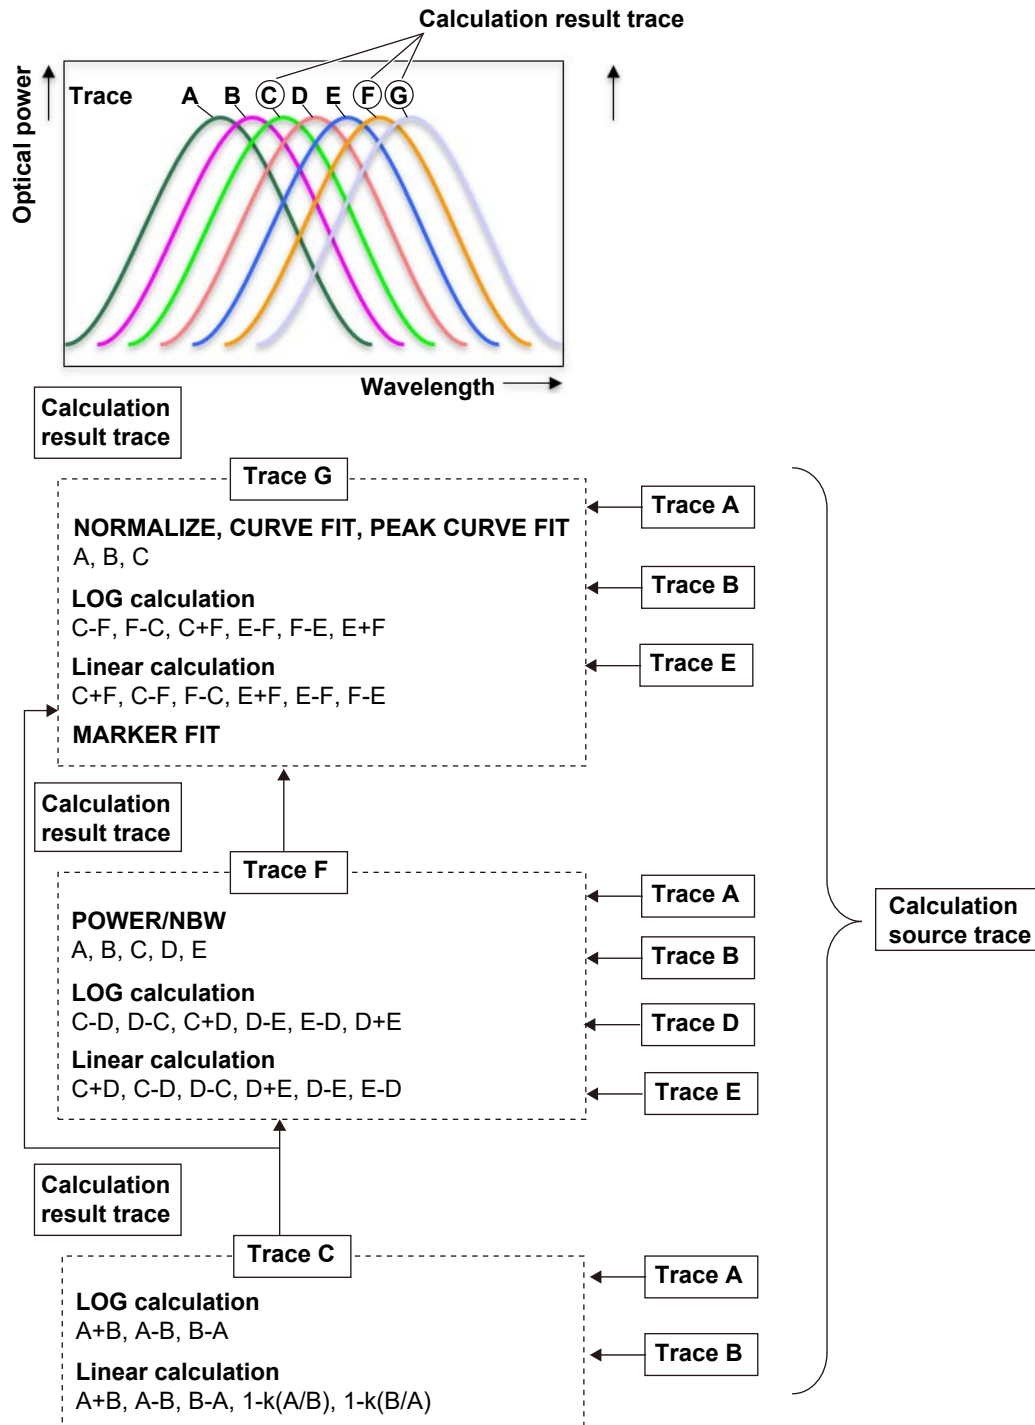 Calculation result trace
Optical power
Trace A B C D E F G
Wavelength
Calculation
result trace
Trace G
NORMALIZE, CURVE FIT, PEAK CURVE FIT
A, B, C
LOG calculation
C-F, F-C, C+F, E-F, F-E, E+F
Linear calculation
C+F, C-F, F-C, E+F, E-F, F-E
MARKER FIT
Trace A
Trace B
Trace E
Calculation
result trace
Trace F
POWER/NBW
A, B, C, D, E
LOG calculation
C-D, D-C, C+D, D-E, E-D, D+E
Linear calculation
C+D, C-D, D-C, D+E, D-E, E-D
Trace A
Trace B
Trace D
Trace E
Calculation
source trace
Calculation
result trace
Trace C
LOG calculation
A+B, A-B, B-A
Linear calculation
A+B, A-B, B-A, 1-k(A/B), 1-k(B/A)
Trace A
Trace B